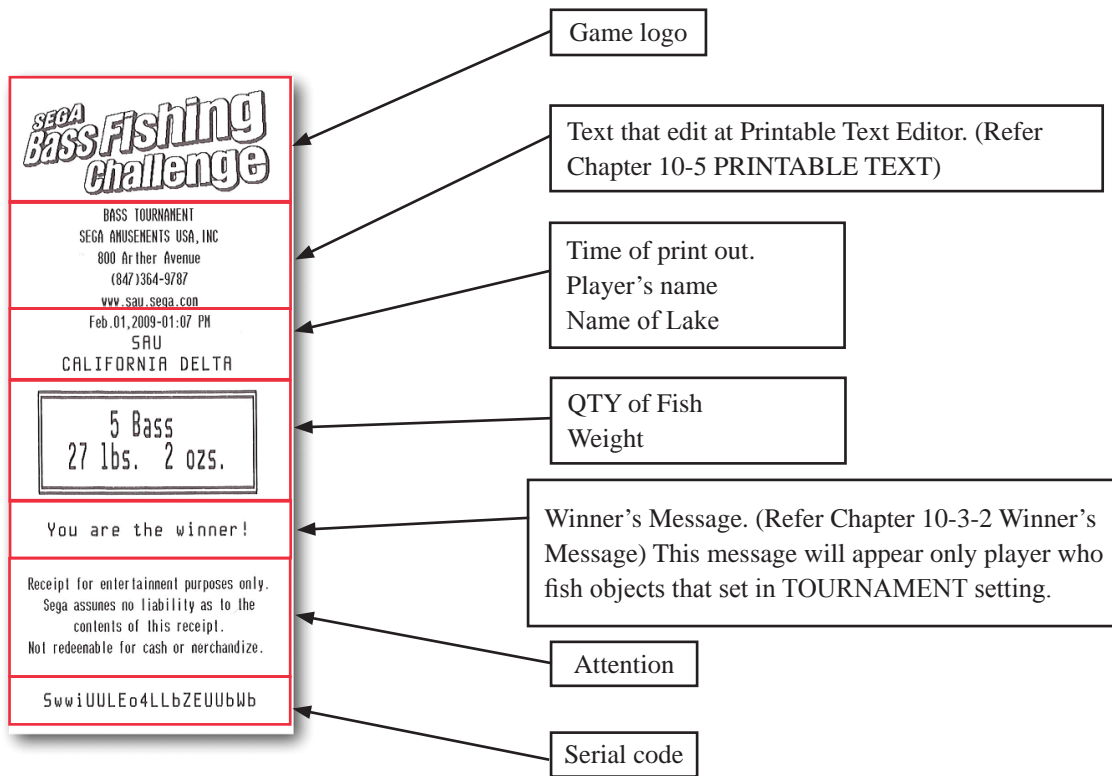 Game logo
SEGA
Bass Fishing
Challenge
Text that edit at Printable Text Editor. (Refer
Chapter 10-5 PRINTABLE TEXT)
BASS TOURNAMENT
SEGA AMUSEMENTS USA,INC
800 Arther Avenue
(847)364-9787
www.sau.sega.com
Time of print out.
Player's name
Name of Lake
Feb.01,2009-01:07 PM
SAU
CALIFORNIA DELTA
QTY of Fish
Weight
5 Bass
27 lbs. 2 ozs.
Winner's Message. (Refer Chapter 10-3-2 Winner's
Message) This message will appear only player who
fish objects that set in TOURNAMENT setting.
You are the winner!
Receipt for entertainment purposes only.
Sega assumes no liability as to the
contents of this receipt.
Not redeenable for cash or nerchandize.
Attention
SwwiUULEo4LLbZEUUbWb
Serial code